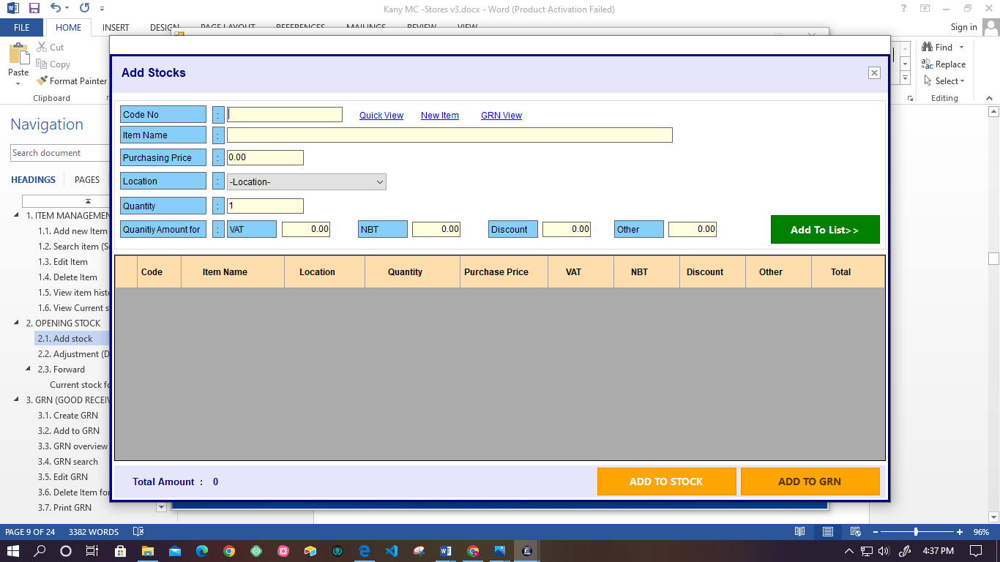 Kany MC -Stores v3.docx - Word (Product Activation Failed)
FILE HOME INSERT DESIGN PAGE LAYOUT REFERENCES MAILINGS REVIEW VIEW Sign in
Paste
Cut
Copy
Format Painter
Clipboard
Find
Replace
Select
Editing
Navigation
Search document
HEADINGS PAGES
1. ITEM MANAGEMEN
1.1. Add new Item
1.2. Search item (S
1.3. Edit Item
1.4. Delete Item
1.5. View item histo
1.6. View Current s
2. OPENING STOCK
2.1. Add stock
2.2. Adjustment (D
2.3. Forward
Current stock fo
3. GRN (GOOD RECEIV
3.1. Create GRN
3.2. Add to GRN
3.3. GRN overview
3.4. GRN search
3.5. Edit GRN
3.6. Delete Item for
3.7. Print GRN
Add Stocks
Code No : Quick View New Item GRN View
Item Name :
Purchasing Price : 0.00
Location : -Location-
Quantity : 1
Quanitiy Amount for : VAT 0.00 NBT 0.00 Discount 0.00 Other 0.00 Add To List>>
Code Item Name Location Quantity Purchase Price VAT NBT Discount Other Total
Total Amount : 0 ADD TO STOCK ADD TO GRN
PAGE 9 OF 24 3382 WORDS 96%
4:37 PM